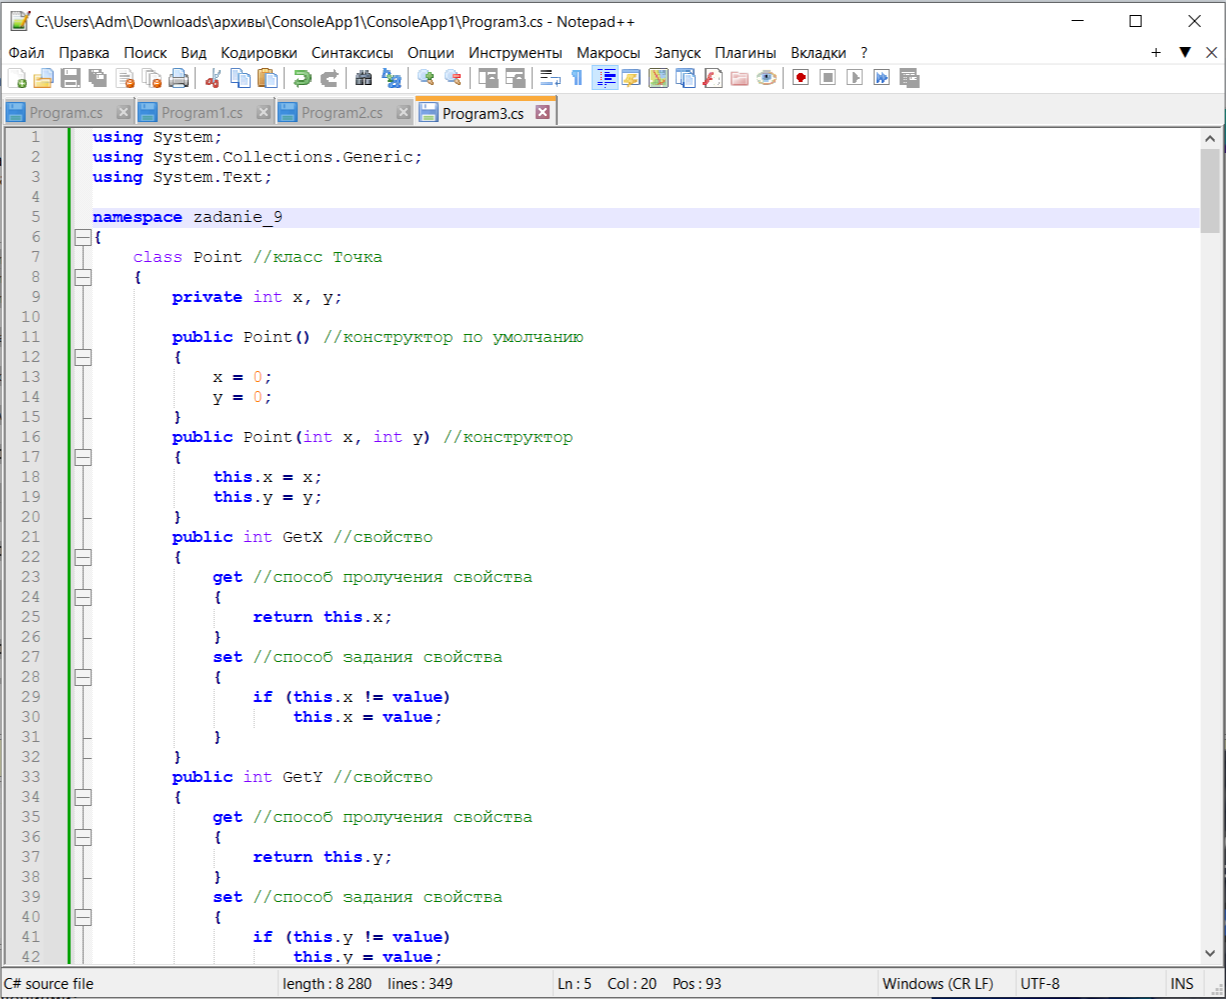 C:\Users\Adm\Downloads\архивы\ConsoleApp1\ConsoleApp1\Program3.cs - Notepad++
Файл Правка Поиск Вид Кодировки Синтаксисы Опции Инструменты Макросы Запуск Плагины Вкладки ?
Program.cs Program1.cs Program2.cs Program3.cs
1 using System;
2 using System.Collections.Generic;
3 using System.Text;
4
5 namespace zadanie_9
6 {
7 class Point //класс Точка
8 {
9 private int x, y;
10
11 public Point() //конструктор по умолчанию
12 {
13 x = 0;
14 y = 0;
15 }
16 public Point(int x, int y) //конструктор
17 {
18 this.x = x;
19 this.y = y;
20 }
21 public int GetX //свойство
22 {
23 get //способ пролучения свойства
24 {
25 return this.x;
26 }
27 set //способ задания свойства
28 {
29 if (this.x != value)
30 this.x = value;
31 }
32 }
33 public int GetY //свойство
34 {
35 get //способ пролучения свойства
36 {
37 return this.y;
38 }
39 set //способ задания свойства
40 {
41 if (this.y != value)
42 this.y = value;
C# source file length : 8 280 lines : 349 Ln : 5 Col : 20 Pos : 93 Windows (CR LF) UTF-8 INS